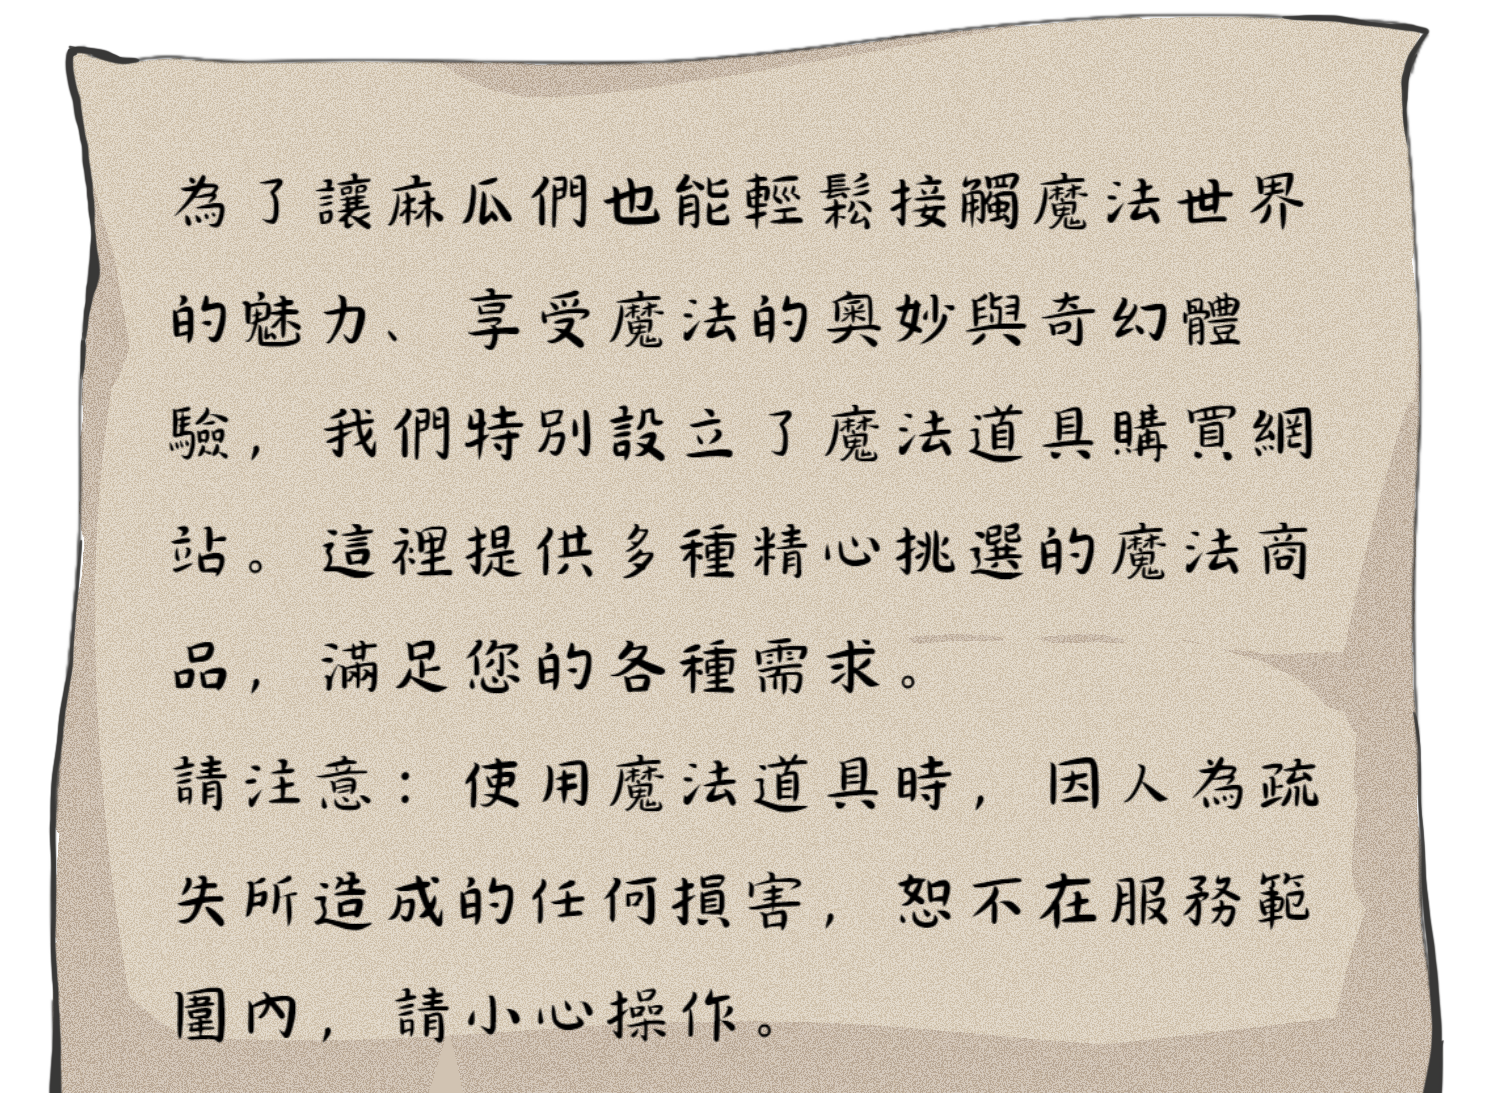 為了讓麻瓜們也能輕鬆接觸魔法世界
的魅力、享受魔法的奧妙與奇幻體
驗，我們特別設立了魔法道具購買網
站。這裡提供多種精心挑選的魔法商
品，滿足您的各種需求。
請注意：使用魔法道具時，因人為疏
失所造成的任何損害，恕不在服務範
圍內，請小心操作。